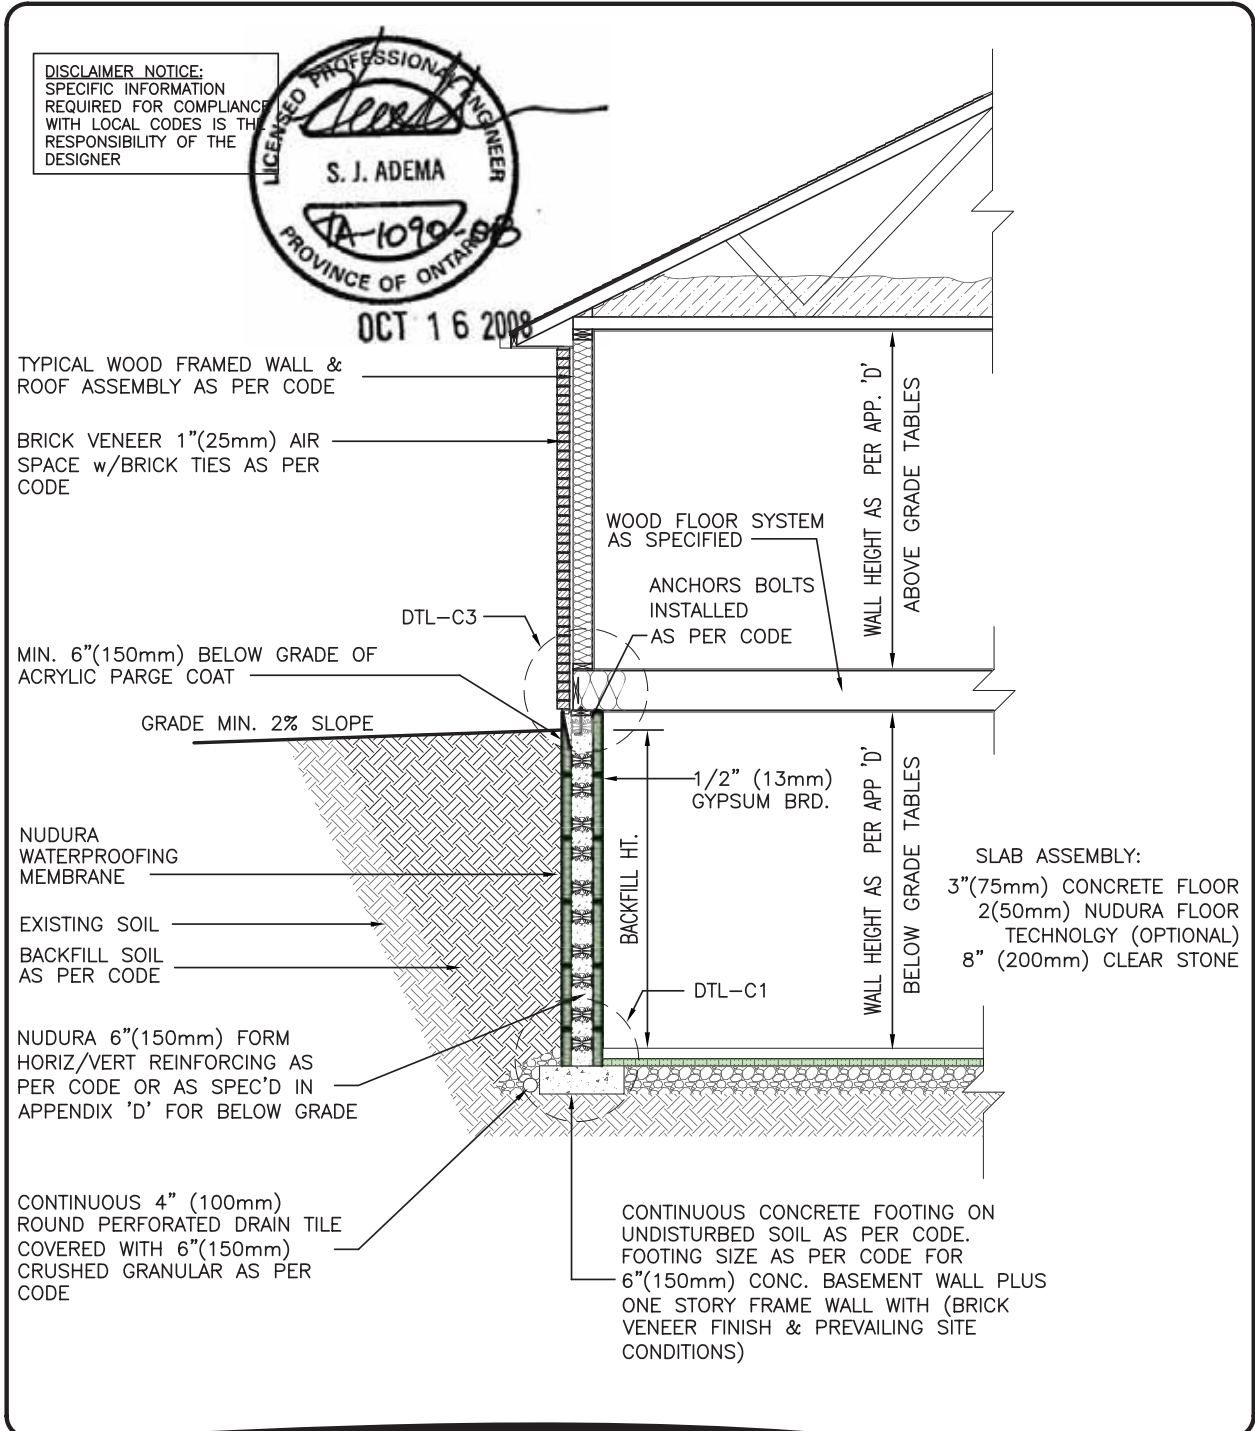 DISCLAIMER NOTICE:
SPECIFIC INFORMATION
REQUIRED FOR COMPLIANCE
WITH LOCAL CODES IS THE
RESPONSIBILITY OF THE
DESIGNER
LICENSED PROFESSIONAL ENGINEER
S. J. ADEMA
TA-1090-08
PROVINCE OF ONTARIO
OCT 16 2008
TYPICAL WOOD FRAMED WALL &
ROOF ASSEMBLY AS PER CODE
BRICK VENEER 1"(25mm) AIR
SPACE w/BRICK TIES AS PER
CODE
WOOD FLOOR SYSTEM
AS SPECIFIED
ANCHORS BOLTS
INSTALLED
AS PER CODE
WALL HEIGHT AS PER APP. 'D'
ABOVE GRADE TABLES
DTL-C3
MIN. 6"(150mm) BELOW GRADE OF
ACRYLIC PARGE COAT
GRADE MIN. 2% SLOPE
1/2" (13mm)
GYPSUM BRD.
BACKFILL HT.
WALL HEIGHT AS PER APP 'D'
BELOW GRADE TABLES
NUDURA
WATERPROOFING
MEMBRANE
EXISTING SOIL
BACKFILL SOIL
AS PER CODE
SLAB ASSEMBLY:
3"(75mm) CONCRETE FLOOR
2(50mm) NUDURA FLOOR
TECHNOLGY (OPTIONAL)
8" (200mm) CLEAR STONE
DTL-C1
NUDURA 6"(150mm) FORM
HORIZ/VERT REINFORCING AS
PER CODE OR AS SPEC'D IN
APPENDIX 'D' FOR BELOW GRADE
CONTINUOUS 4" (100mm)
ROUND PERFORATED DRAIN TILE
COVERED WITH 6"(150mm)
CRUSHED GRANULAR AS PER
CODE
CONTINUOUS CONCRETE FOOTING ON
UNDISTURBED SOIL AS PER CODE.
FOOTING SIZE AS PER CODE FOR
6"(150mm) CONC. BASEMENT WALL PLUS
ONE STORY FRAME WALL WITH (BRICK
VENEER FINISH & PREVAILING SITE
CONDITIONS)